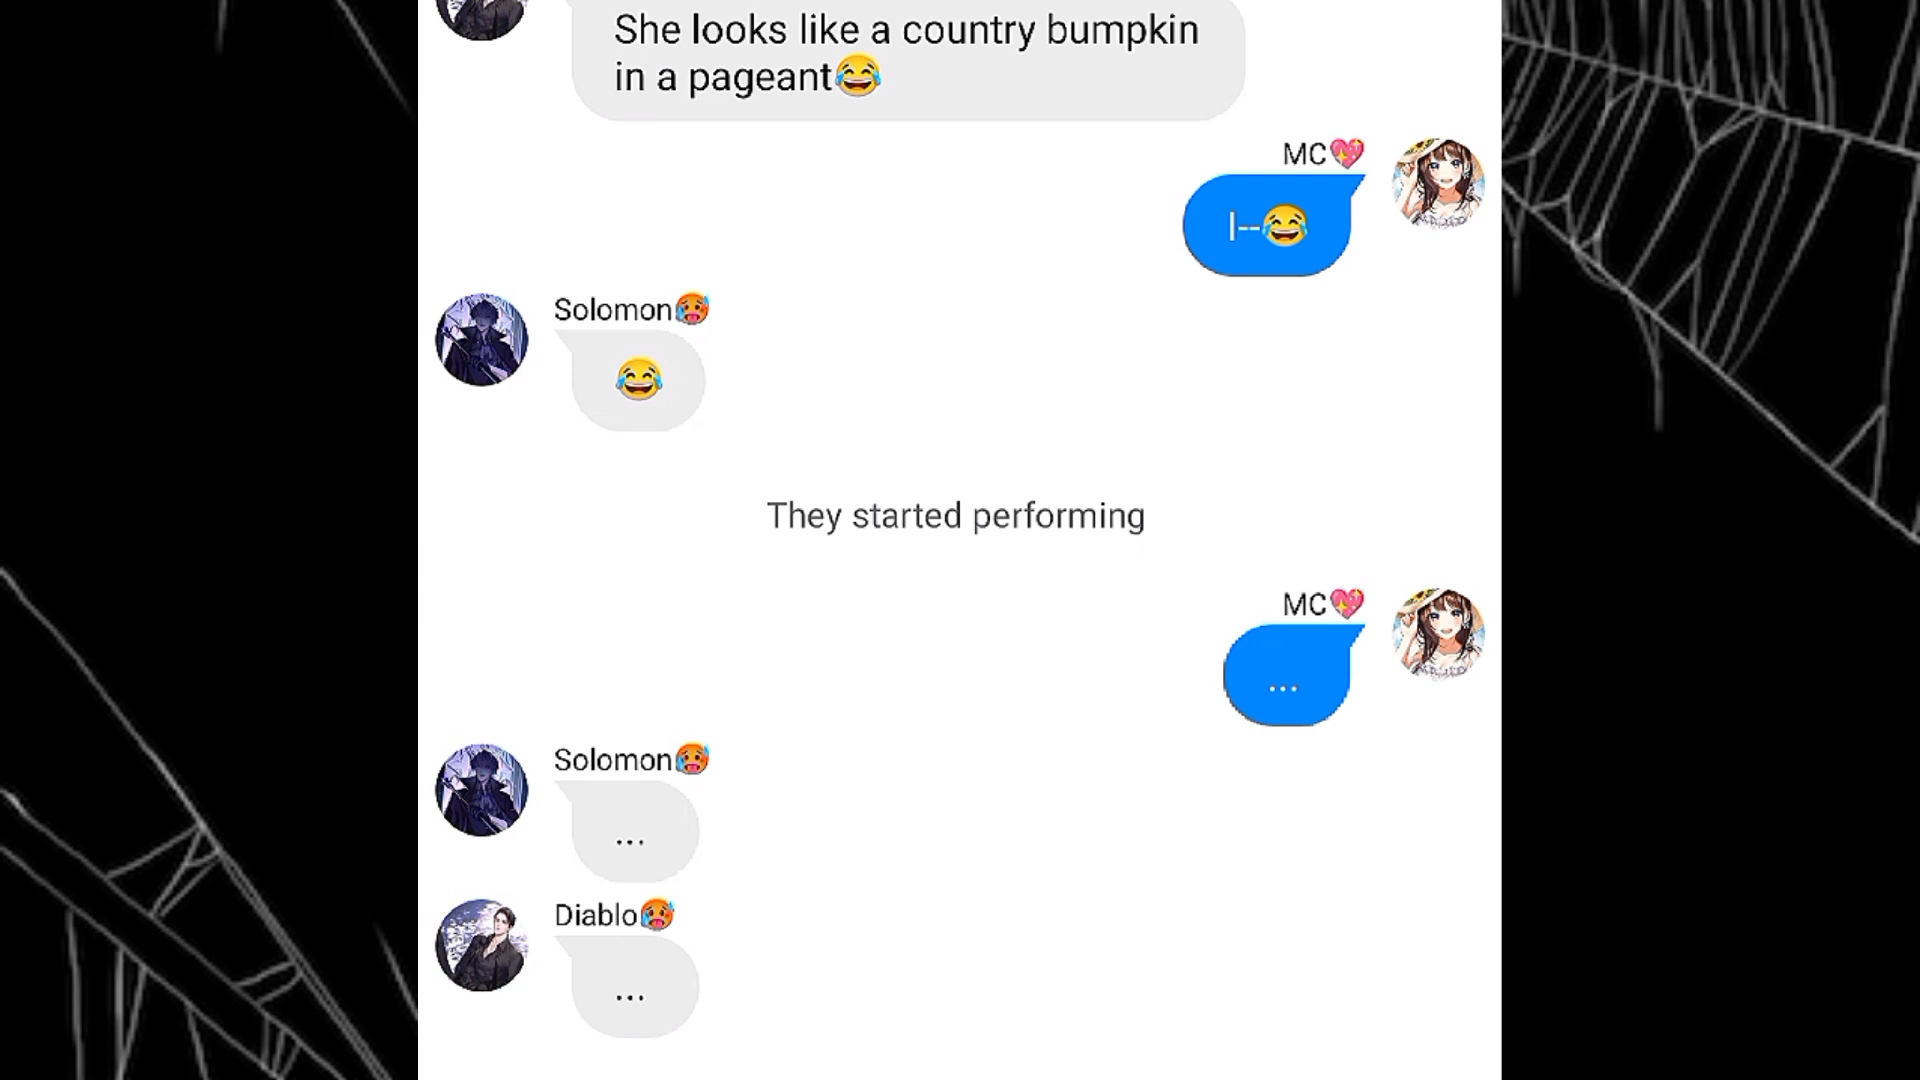 She looks like a country bumpkin
in a pageant😂
MC💖
I--😂
Solomon🥵
😂
They started performing
MC💖
...
Solomon🥵
...
Diablo🥵
...